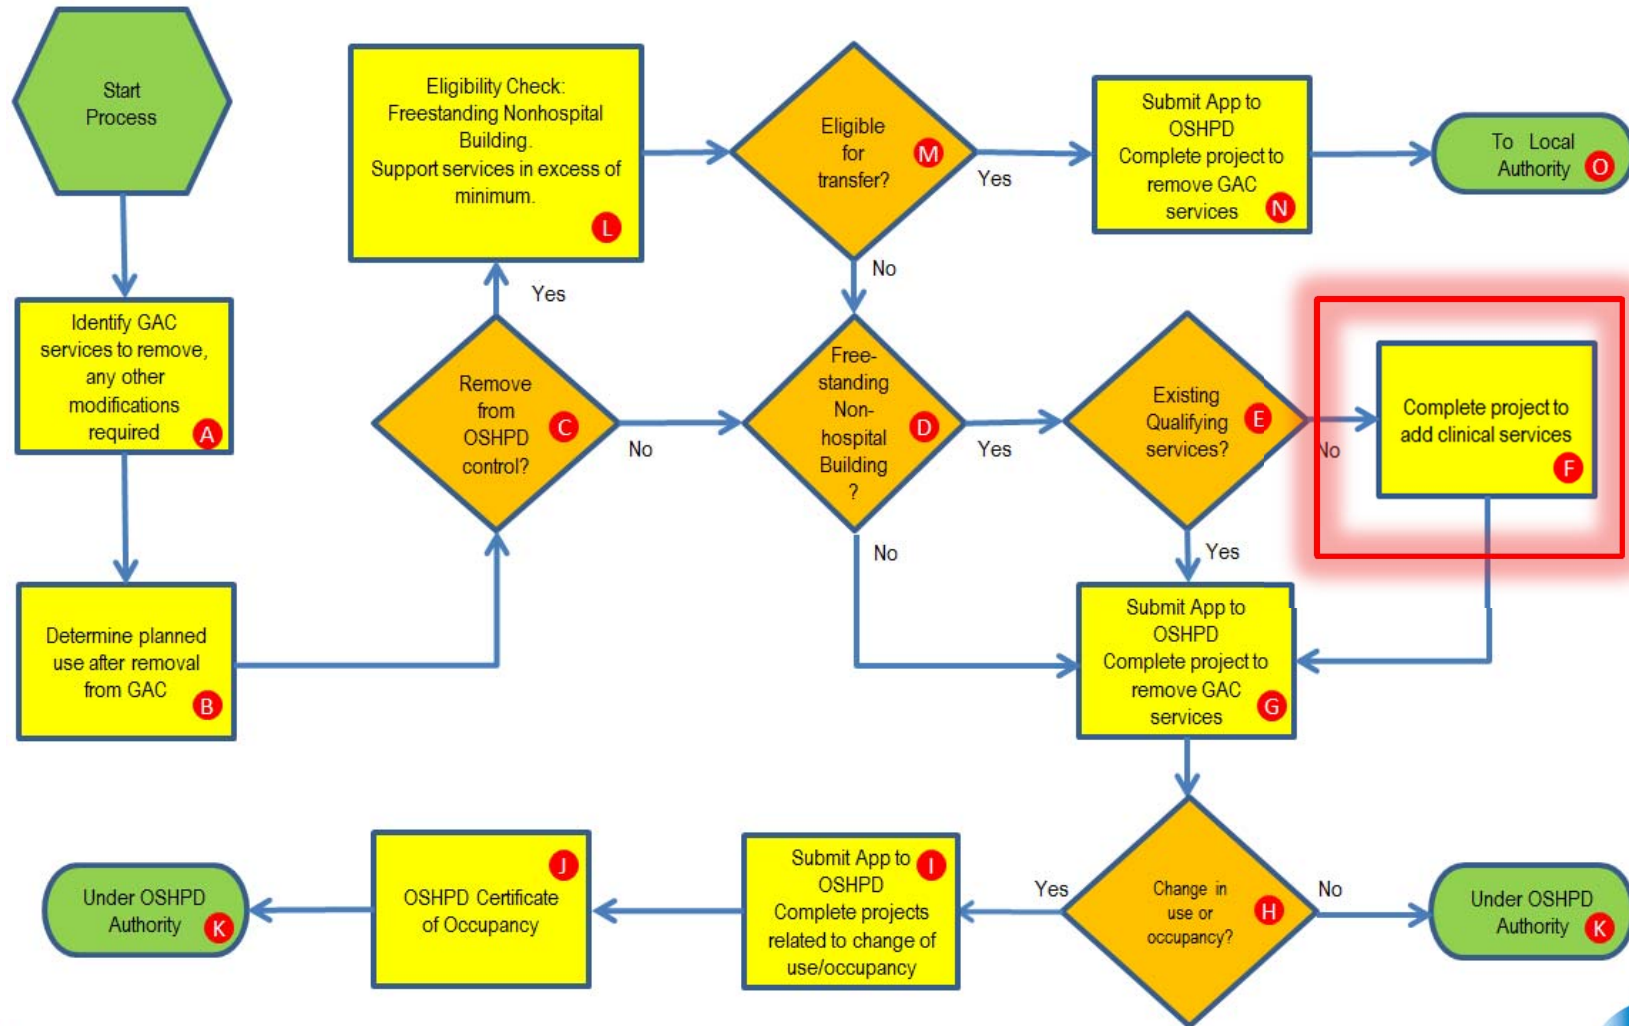 Start
Process
Identify GAC
services to remove,
any other
modifications
required
A
Determine planned
use after removal
from GAC
B
Remove
from
OSHPD
control?
C
Yes
No
Eligibility Check:
Freestanding Nonhospital
Building.
Support services in excess of
minimum.
L
Eligible
for
transfer?
M
Yes
No
Submit App to
OSHPD
Complete project to
remove GAC
services
N
To Local
Authority
O
Free-
standing
Non-
hospital
Building
?
D
Yes
No
Existing
Qualifying
services?
E
No
Yes
Complete project to
add clinical services
F
Submit App to
OSHPD
Complete project to
remove GAC
services
G
Change in
use or
occupancy?
H
Yes
No
Submit App to
OSHPD
Complete projects
related to change of
use/occupancy
I
OSHPD Certificate
of Occupancy
J
Under OSHPD
Authority
K
Under OSHPD
Authority
K